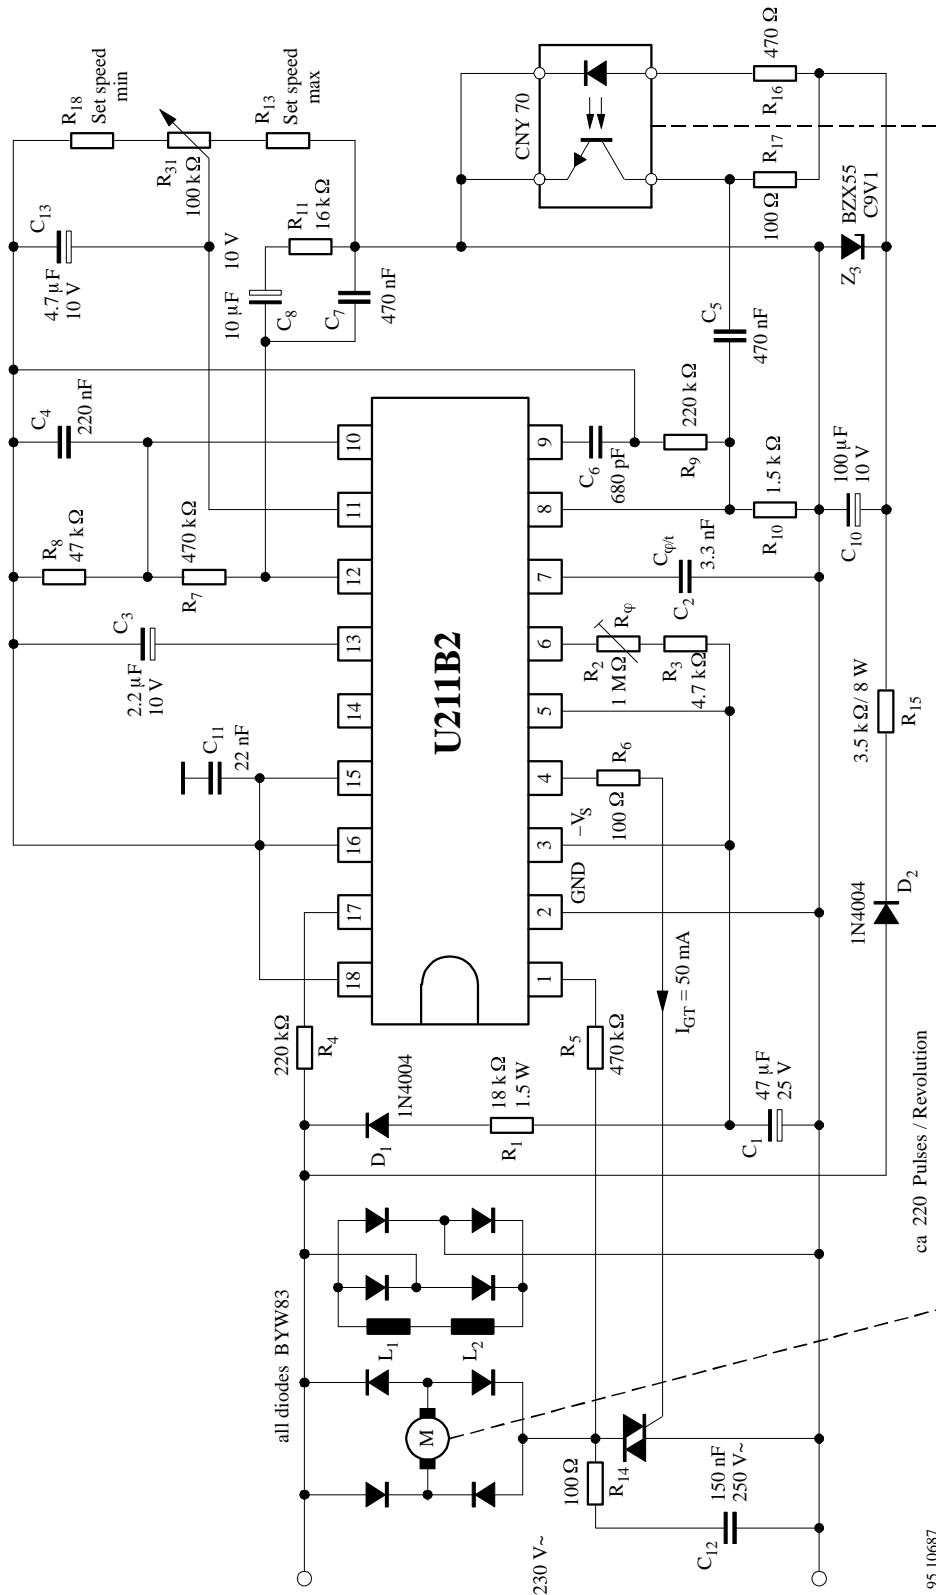 R18
Set speed
min
R31
100 kΩ
R13
Set speed
max
C13
4.7 μF
10 V
10 μF
10 V
C8
R11
16 kΩ
C7
470 nF
CNY 70
R17
100 Ω
R16
470 Ω
BZX55
C9V1
Z3
C4
220 nF
R8
47 kΩ
R7
470 kΩ
C3
2.2 μF
10 V
C11
22 nF
18
17
16
15
14
13
12
11
10
U211B2
1
2
3
4
5
6
7
8
9
GND
–VS
C6
680 pF
R9
220 k Ω
C5
470 nF
R10
1.5 k Ω
C10
100 μF
10 V
Cφ/t
C2
3.3 nF
R2
1 MΩ
Rφ
R3
4.7 kΩ
R6
100 Ω
IGT = 50 mA
3.5 kΩ/ 8 W
R15
1N4004
D2
220 kΩ
R4
R5
470 kΩ
1N4004
D1
18 kΩ
1.5 W
R1
C1
47 μF
25 V
all diodes BYW83
L1
L2
M
100 Ω
R14
150 nF
250 V~
C12
230 V~
ca 220 Pulses / Revolution
95 10687